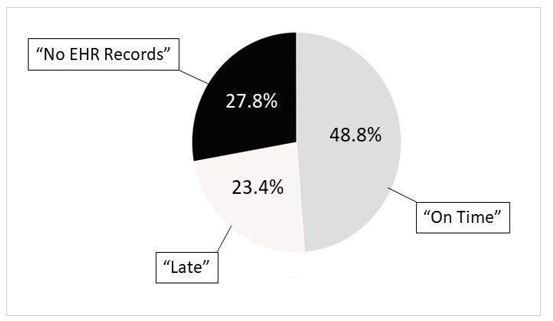 “No EHR Records”
27.8%
48.8%
23.4%
“On Time”
“Late”